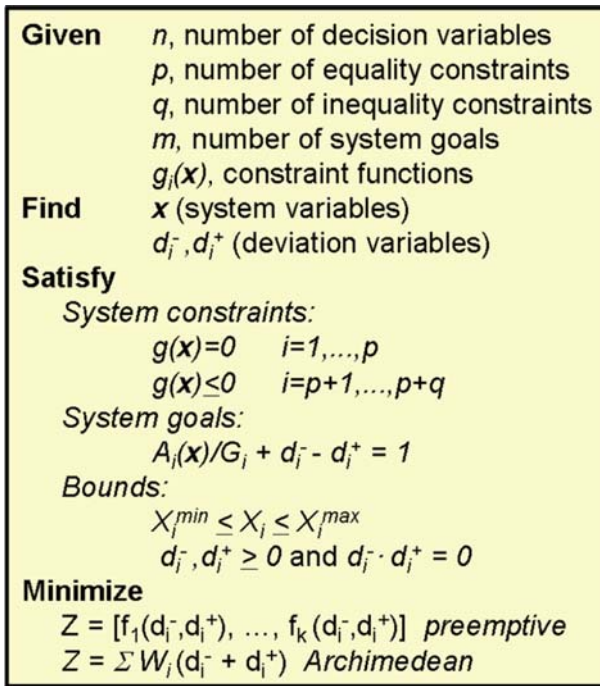 Given n, number of decision variables
p, number of equality constraints
q, number of inequality constraints
m, number of system goals
gᵢ(x), constraint functions
Find x (system variables)
dᵢ⁻, dᵢ⁺ (deviation variables)
Satisfy
System constraints:
g(x)=0 i=1,...,p
g(x)≤0 i=p+1,...,p+q
System goals:
Aᵢ(x)/Gᵢ + dᵢ⁻ - dᵢ⁺ = 1
Bounds:
Xᵢᵐⁱⁿ ≤ Xᵢ ≤ Xᵢᵐᵃˣ
dᵢ⁻, dᵢ⁺ ≥ 0 and dᵢ⁻· dᵢ⁺ = 0
Minimize
Z = [f₁(dᵢ⁻,dᵢ⁺), ..., fₖ(dᵢ⁻,dᵢ⁺)] preemptive
Z = Σ Wᵢ(dᵢ⁻ + dᵢ⁺) Archimedean